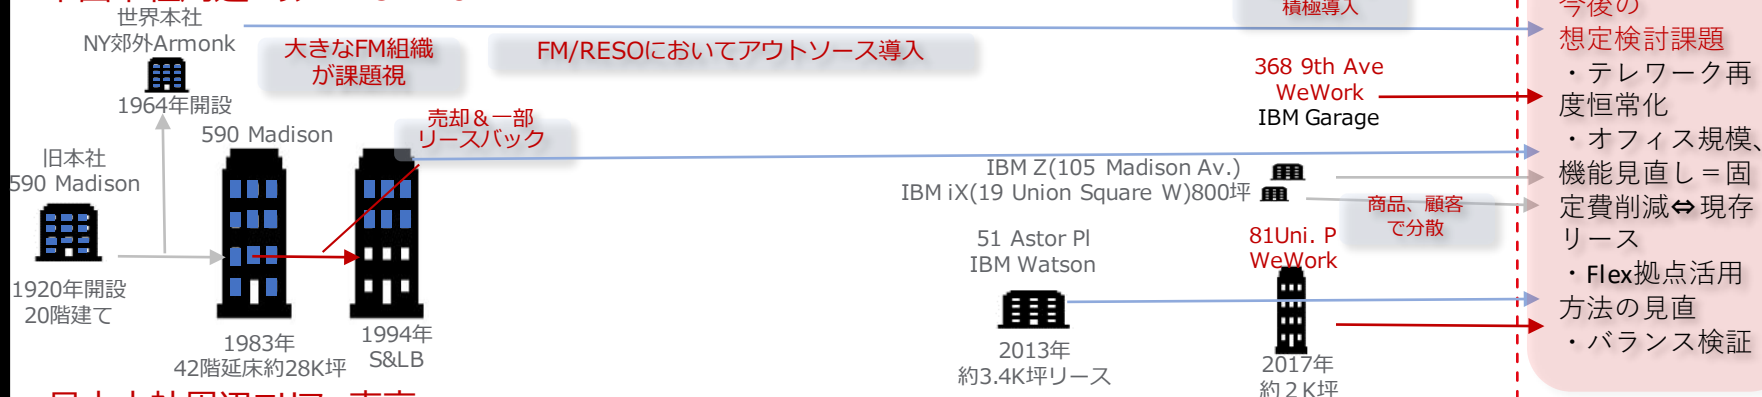 積極導入
世界本社
NY郊外Armonk
1964年開設
大きなFM組織
が課題視
FM/RESOにおいてアウトソース導入
売却&一部
リースバック
旧本社
590 Madison
1920年開設
20階建て
590 Madison
1983年
42階延床約28K坪
1994年
S&LB
368 9th Ave
WeWork
IBM Garage
IBM Z(105 Madison Av.)
IBM iX(19 Union Square W)800坪
商品、顧客
で分散
51 Astor Pl
IBM Watson
2013年
約3.4K坪リース
81Uni. P
WeWork
2017年
約2K坪
今後の
想定検討課題
・テレワーク再
度恒常化
・オフィス規模、
機能見直し=固
定費削減⇔現存
リース
・Flex拠点活用
方法の見直
・バランス検証